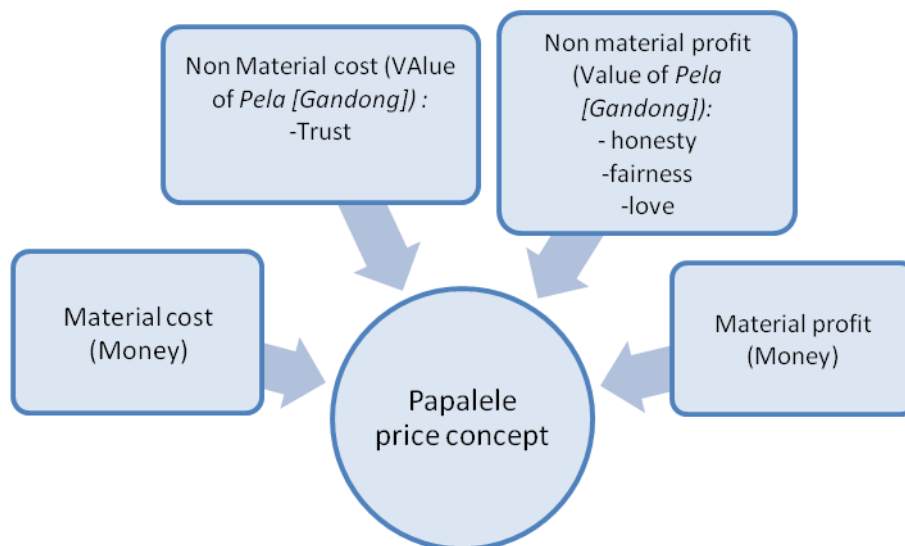 Non Material cost (VAlue
of Pela [Gandong]) :
-Trust
Non material profit
(Value of Pela
[Gandong]):
- honesty
-fairness
-love
Material cost
(Money)
Material profit
(Money)
Papalele
price concept